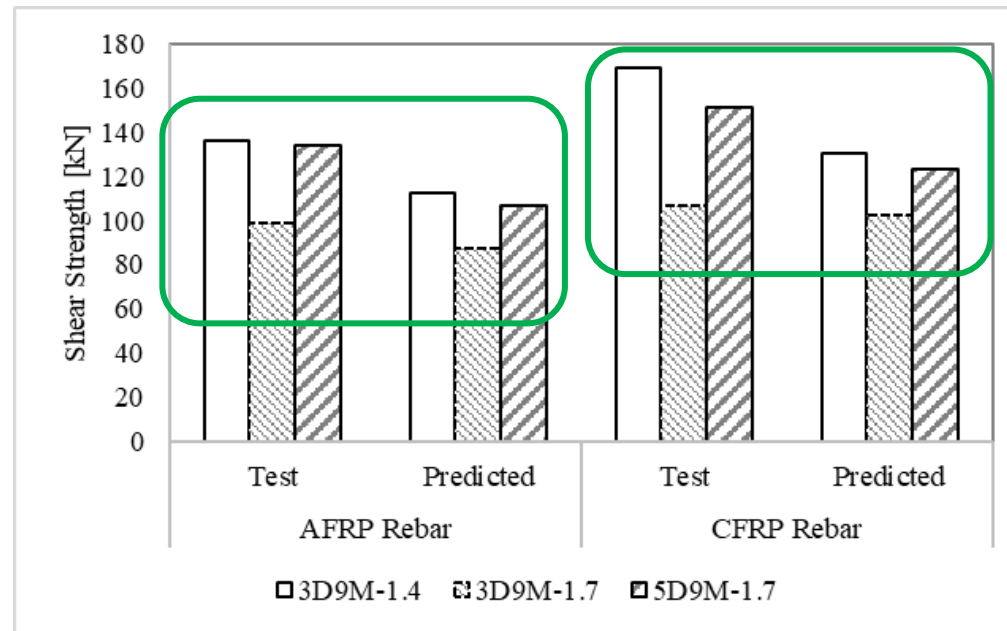 180
160
140
120
100
80
60
40
20
0
Shear Strength [kN]
Test Predicted Test Predicted
AFRP Rebar CFRP Rebar
3D9M-1.4 3D9M-1.7 5D9M-1.7